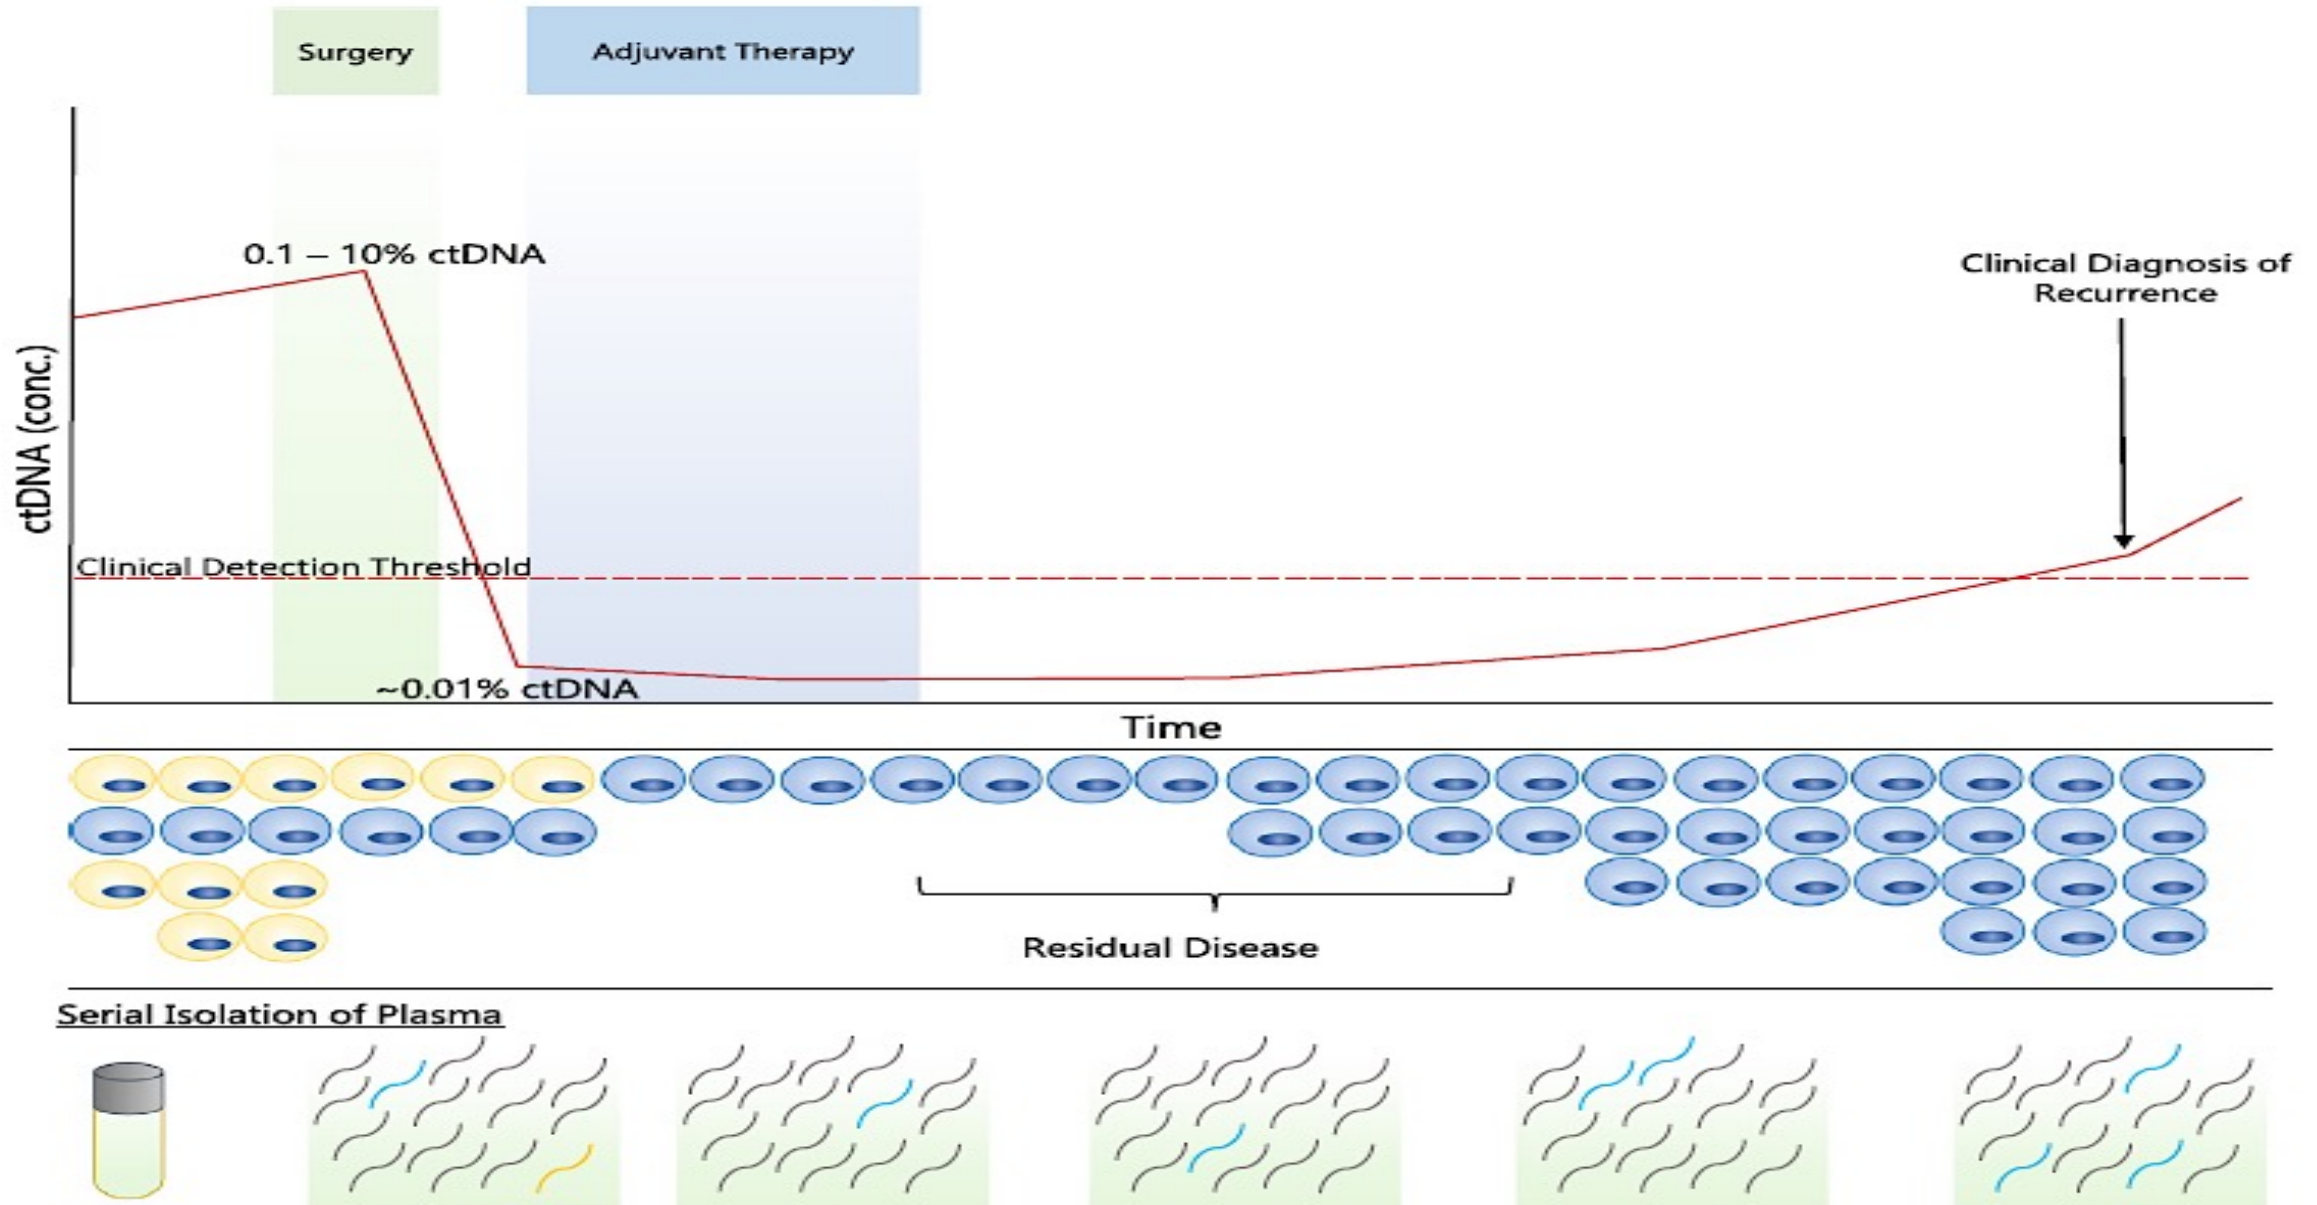 Surgery
Adjuvant Therapy
0.1 – 10% ctDNA
Clinical Diagnosis of
Recurrence
ctDNA (conc.)
Clinical Detection Threshold
~0.01% ctDNA
Time
Residual Disease
Serial Isolation of Plasma